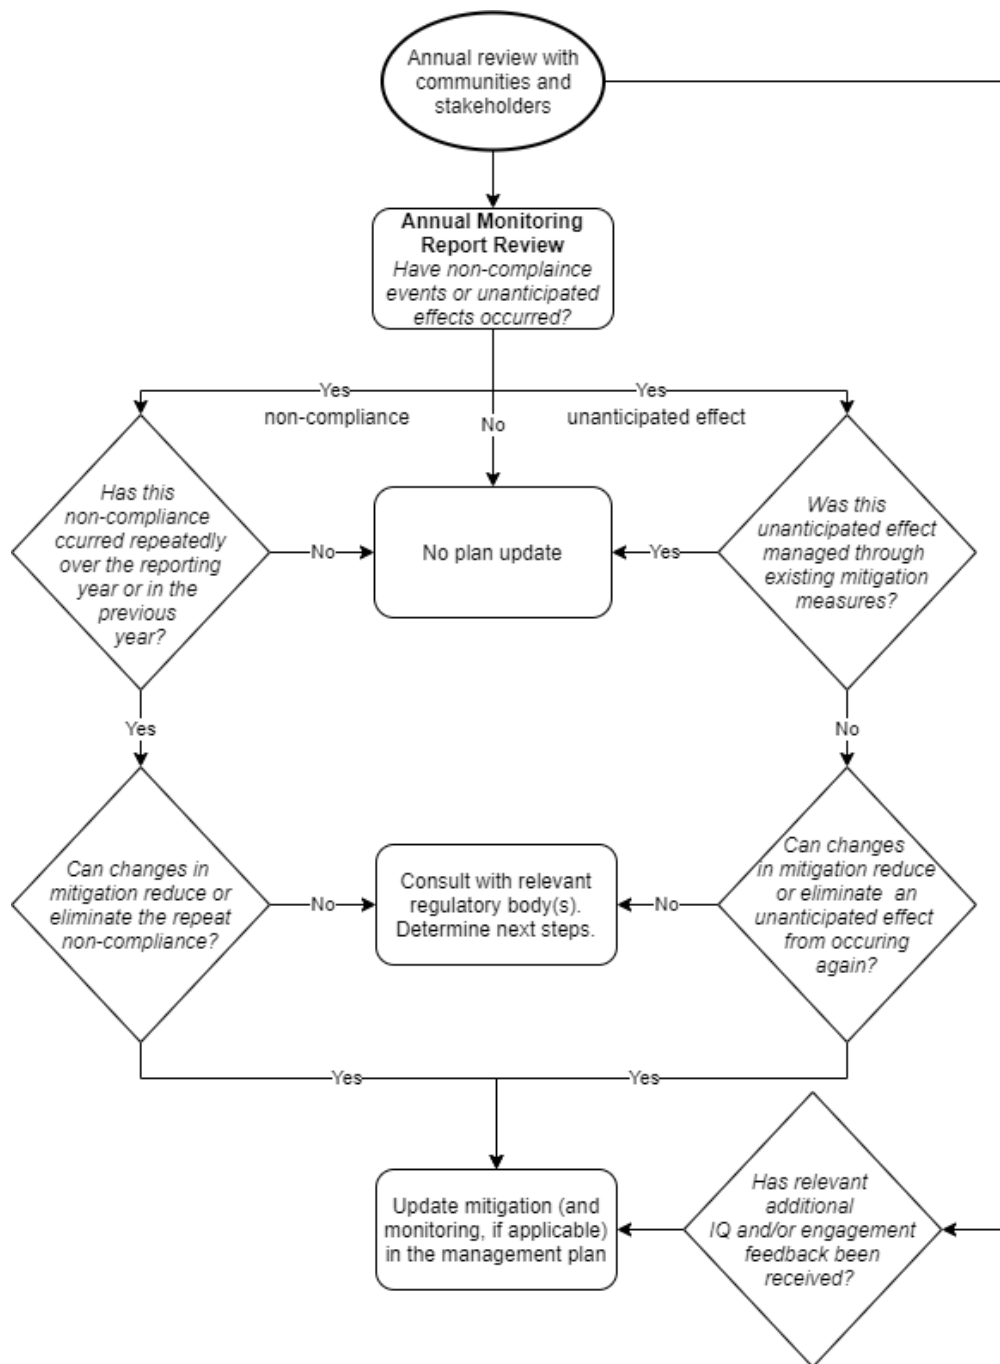 Annual review with
communities and
stakeholders
Annual Monitoring
Report Review
Have non-complaince
events or unanticipated
effects occurred?
Yes
non-compliance
No
Yes
unanticipated effect
Has this
non-compliance
ccurred repeatedly
over the reporting
year or in the
previous
year?
No
No plan update
Yes
Was this
unanticipated effect
managed through
existing mitigation
measures?
Yes
No
Can changes in
mitigation reduce or
eliminate the repeat
non-compliance?
No
Consult with relevant
regulatory body(s).
Determine next steps.
No
Can changes
in mitigation reduce
or eliminate an
unanticipated effect
from occuring
again?
Yes
Yes
Update mitigation (and
monitoring, if applicable)
in the management plan
Has relevant
additional
IQ and/or engagement
feedback been
received?